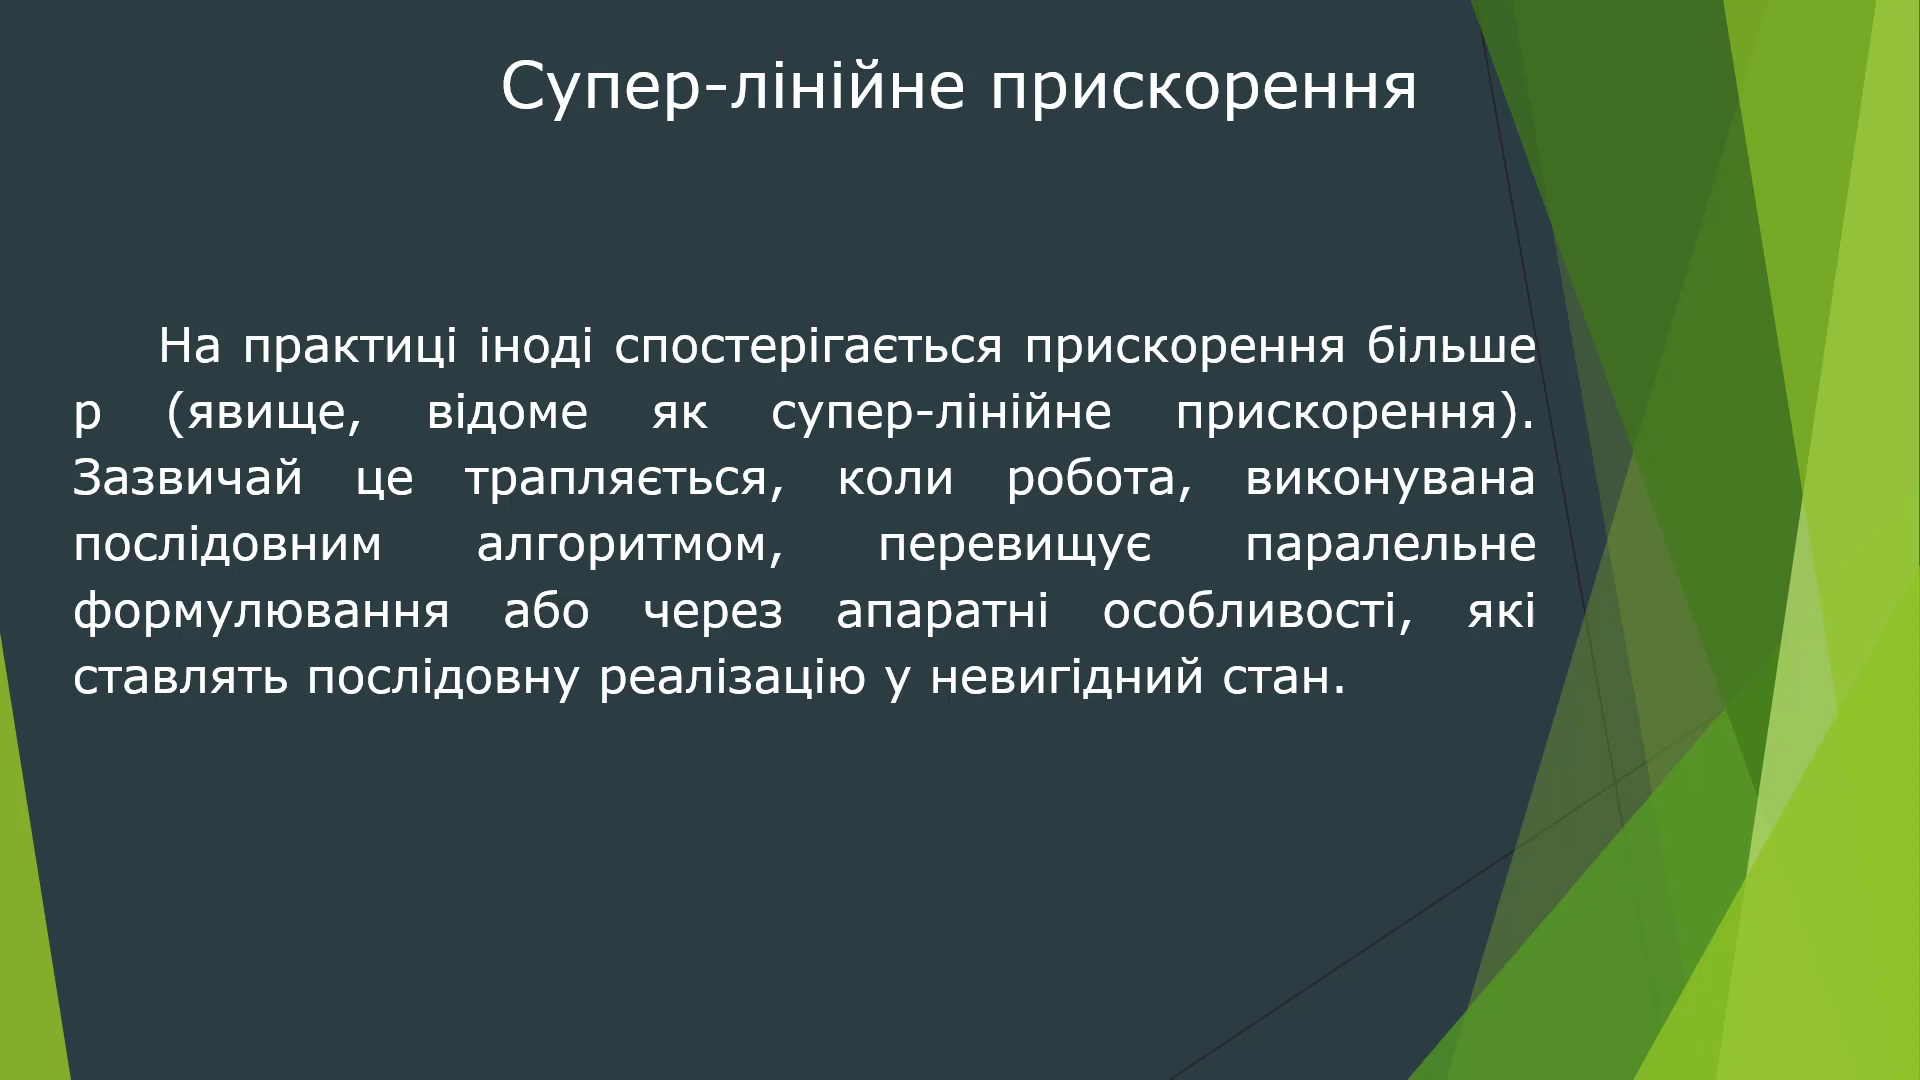 Супер-лінійне прискорення
На практиці іноді спостерігається прискорення більше
p (явище, відоме як супер-лінійне прискорення).
Зазвичай це трапляється, коли робота, виконувана
послідовним алгоритмом, перевищує паралельне
формулювання або через апаратні особливості, які
ставлять послідовну реалізацію у невигідний стан.